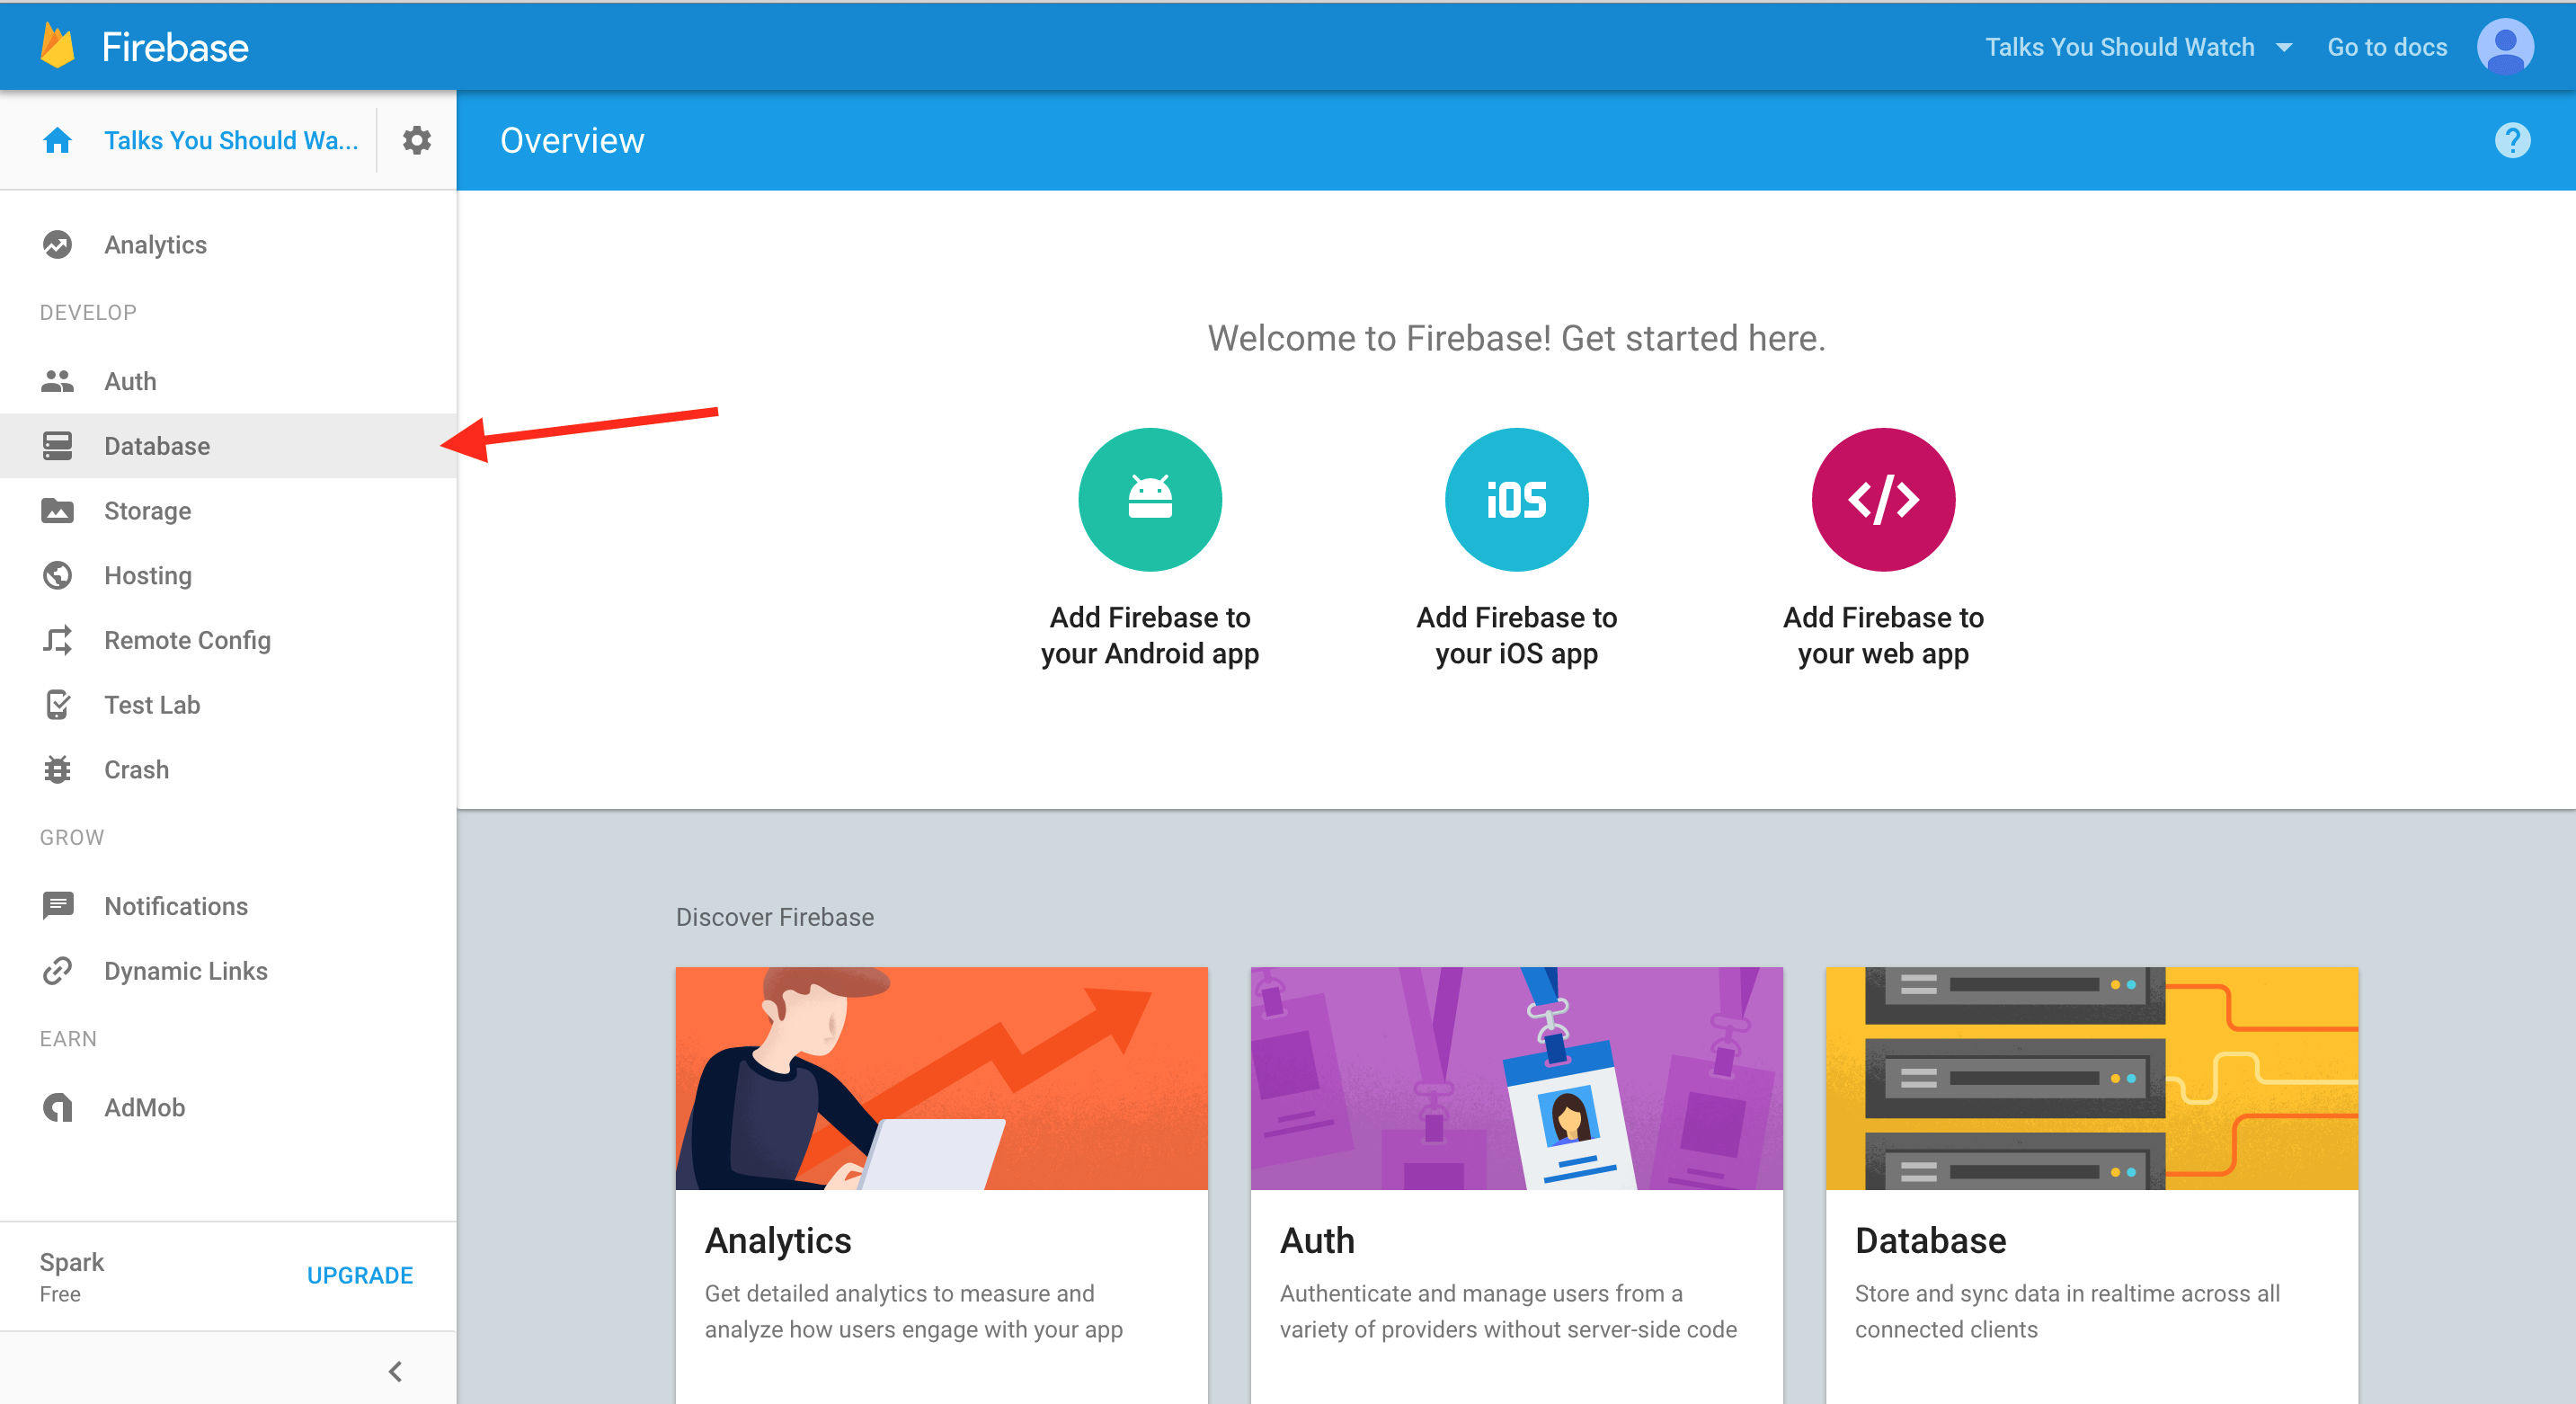 Firebase
Talks You Should Watch
Go to docs
Talks You Should Wa...
Overview
?
Analytics
DEVELOP
Auth
Database
Storage
Hosting
Remote Config
Test Lab
Crash
GROW
Notifications
Dynamic Links
EARN
AdMob
Spark
Free
UPGRADE
Welcome to Firebase! Get started here.
iOS
</>
Add Firebase to
your Android app
Add Firebase to
your iOS app
Add Firebase to
your web app
Discover Firebase
Analytics
Get detailed analytics to measure and
analyze how users engage with your app
Auth
Authenticate and manage users from a
variety of providers without server-side code
Database
Store and sync data in realtime across all
connected clients